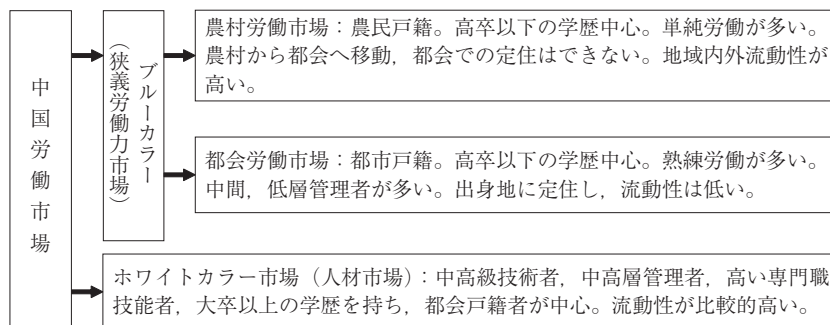 中国労働市場
ブルーカラー
（狭義労働力市場）
農村労働市場：農民戸籍。高卒以下の学歴中心。単純労働が多い。
農村から都会へ移動，都会での定住はできない。地域内外流動性が
高い。
都会労働市場：都市戸籍。高卒以下の学歴中心。熟練労働が多い。
中間，低層管理者が多い。出身地に定住し，流動性は低い。
ホワイトカラー市場（人材市場）：中高級技術者，中高層管理者，高い専門職
技能者，大卒以上の学歴を持ち，都会戸籍者が中心。流動性が比較的高い。